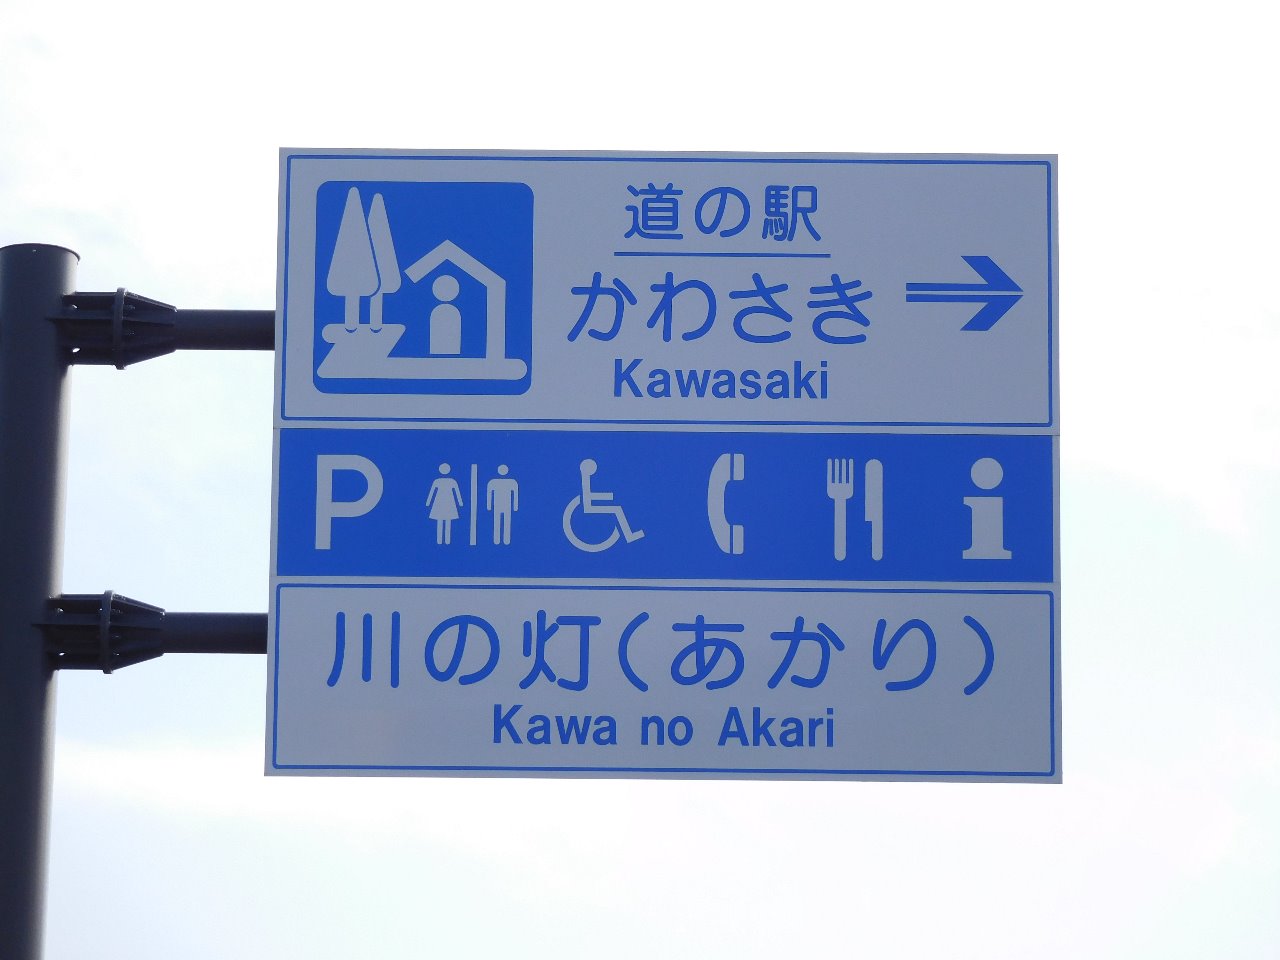 道の駅
かわさき
Kawasaki
P
川の灯(あかり)
Kawa no Akari